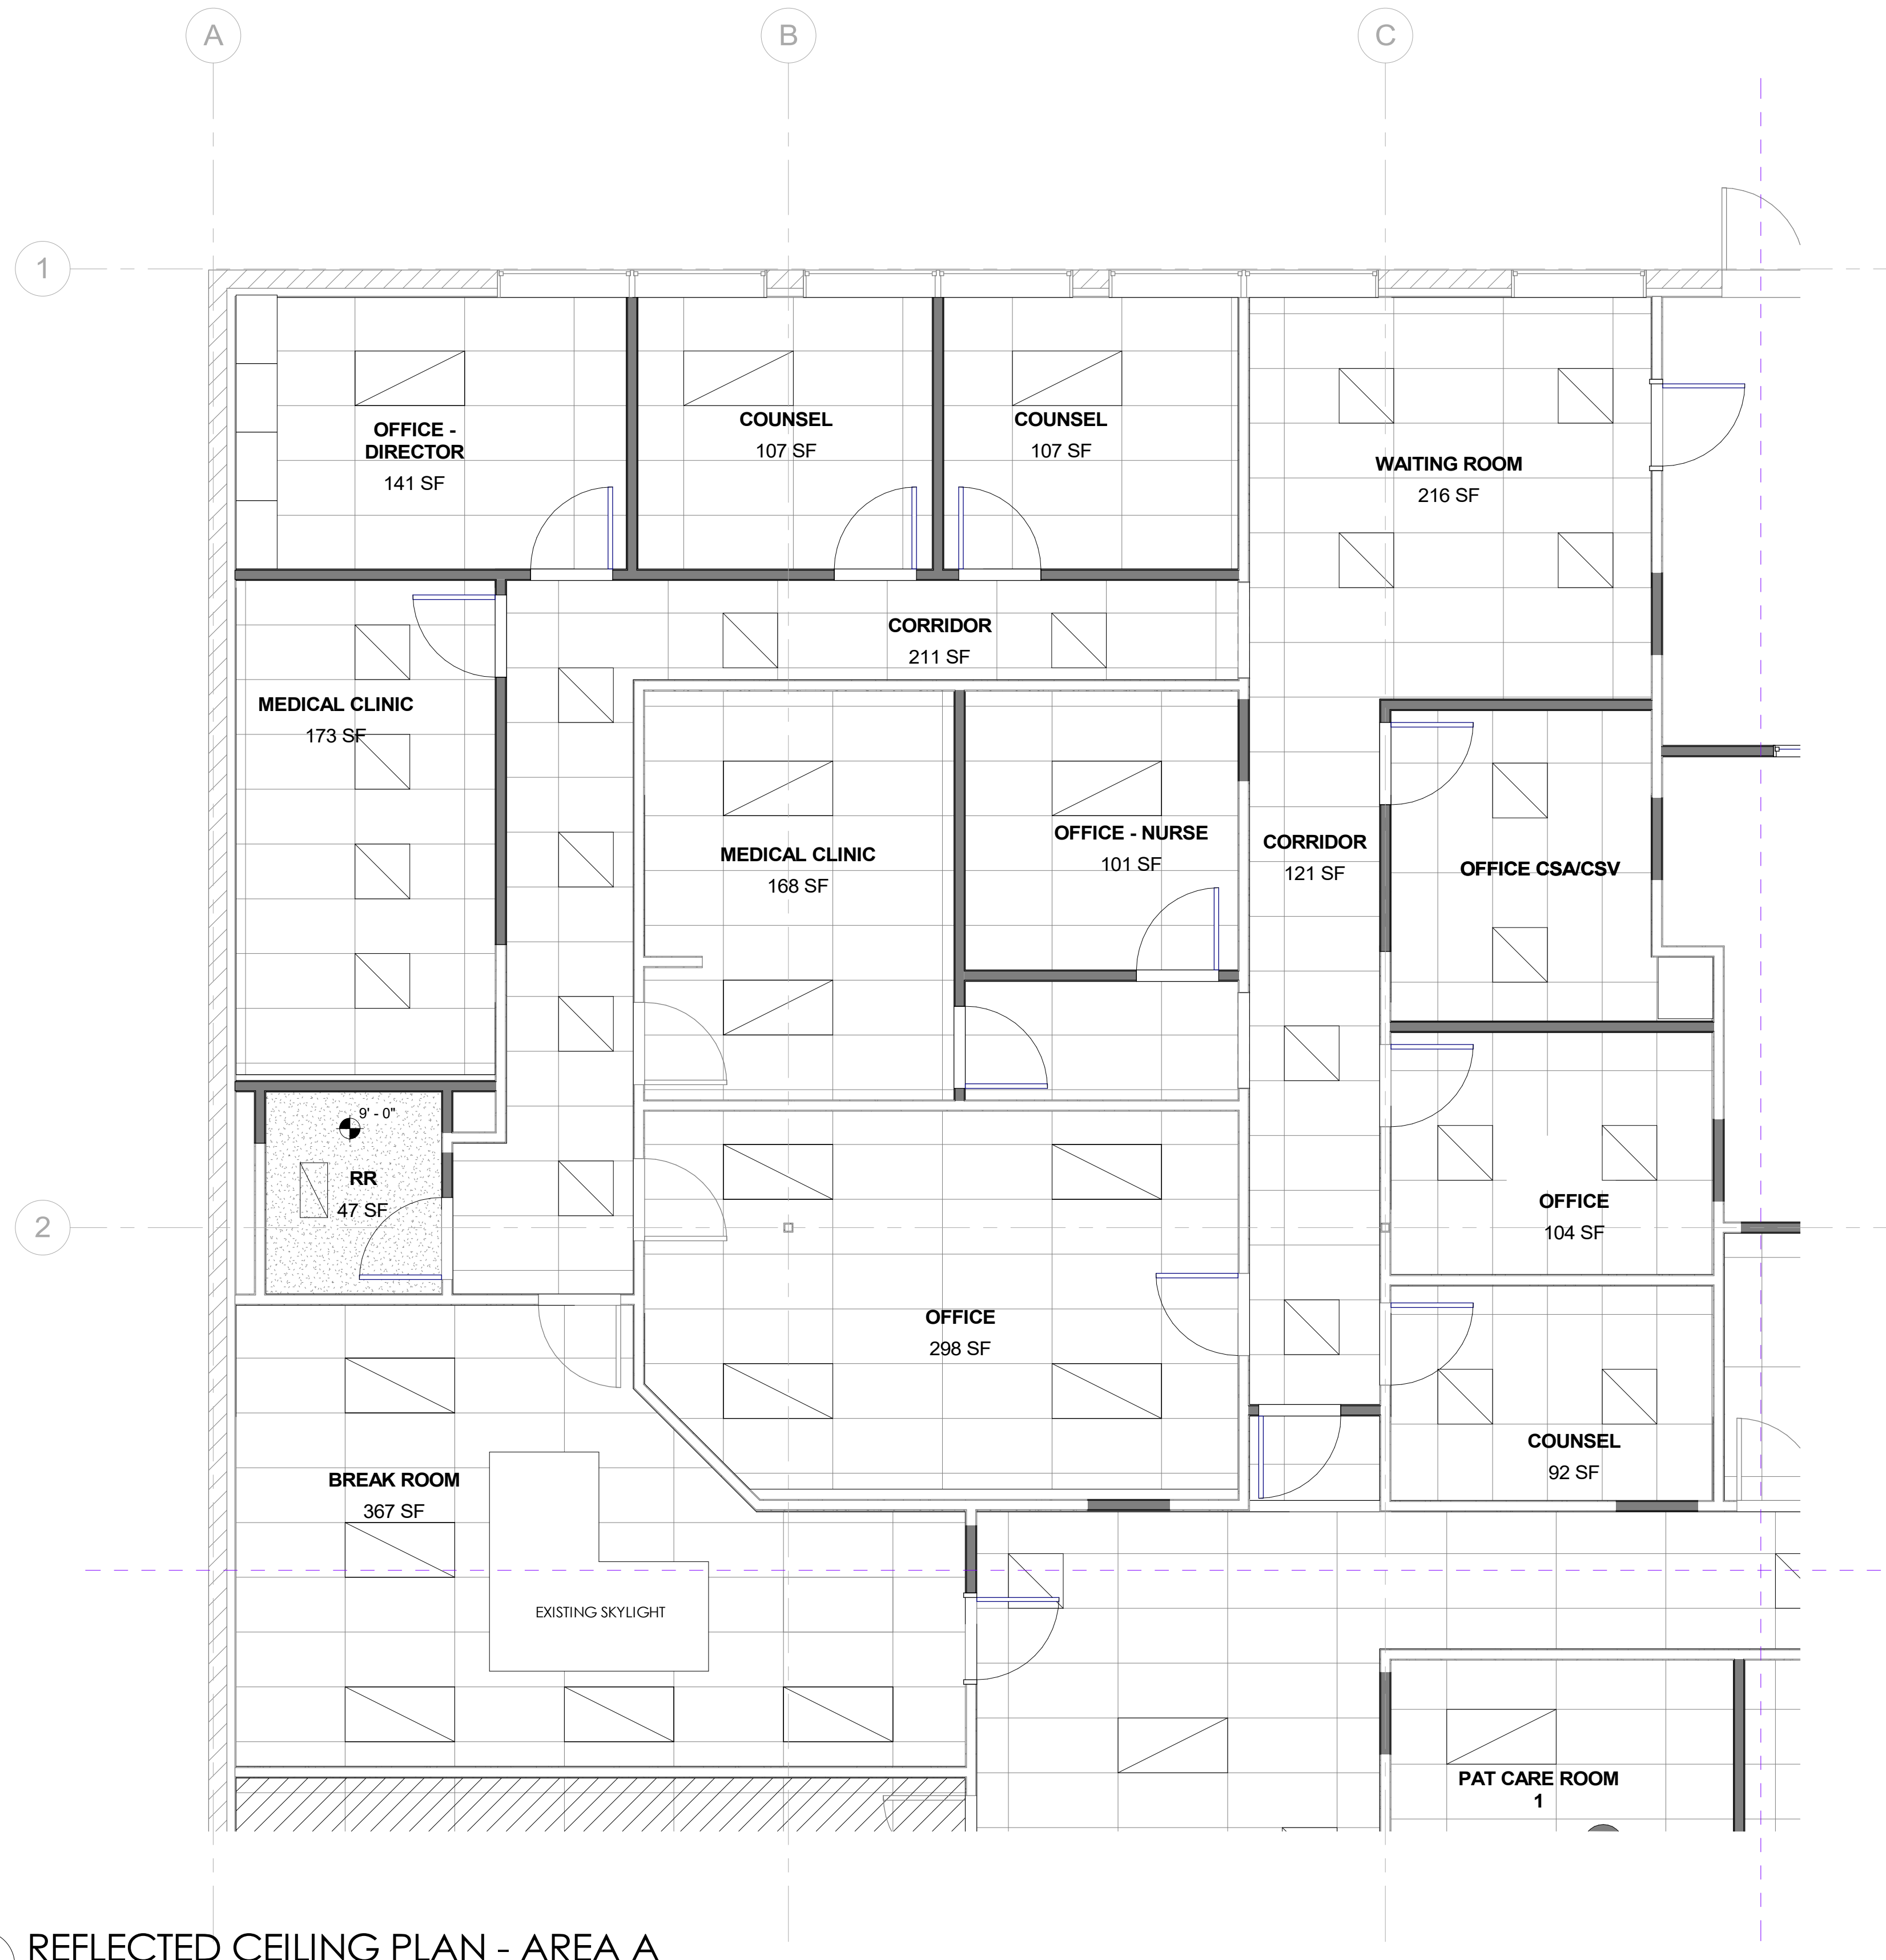 A
B
C
1
OFFICE -
DIRECTOR
141 SF
COUNSEL
107 SF
COUNSEL
107 SF
WAITING ROOM
216 SF
CORRIDOR
211 SF
MEDICAL CLINIC
173 SF
MEDICAL CLINIC
168 SF
OFFICE - NURSE
101 SF
CORRIDOR
121 SF
OFFICE CSA/CSV
9' - 0"
RR
47 SF
2
OFFICE
104 SF
OFFICE
298 SF
COUNSEL
92 SF
BREAK ROOM
367 SF
EXISTING SKYLIGHT
PAT CARE ROOM
1
REFLECTED CEILING PLAN - AREA A